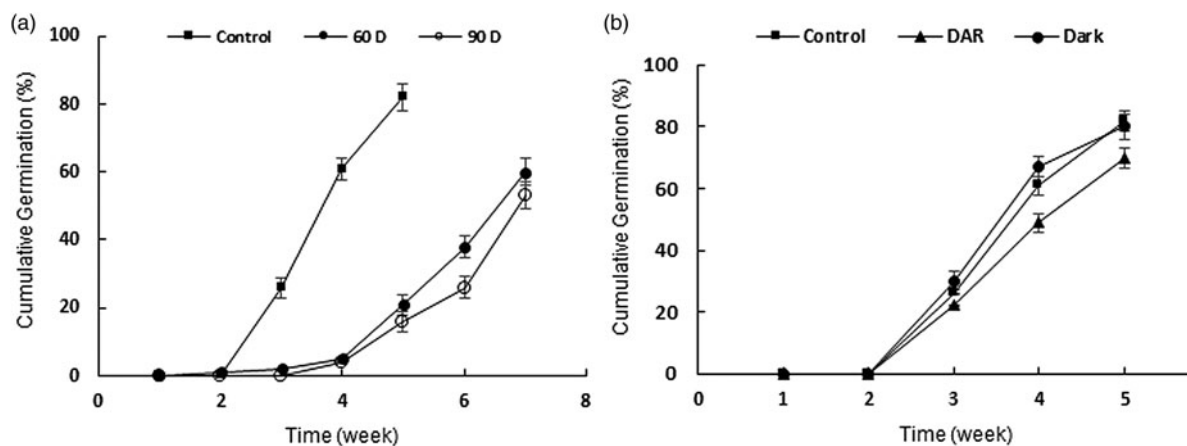 (a)
Control 60 D 90 D
Cumulative Germination (%)
100
80
60
40
20
0
0 2 4 6 8
Time (week)
(b)
Control DAR Dark
Cumulative Germination (%)
100
80
60
40
20
0
0 1 2 3 4 5
Time (week)